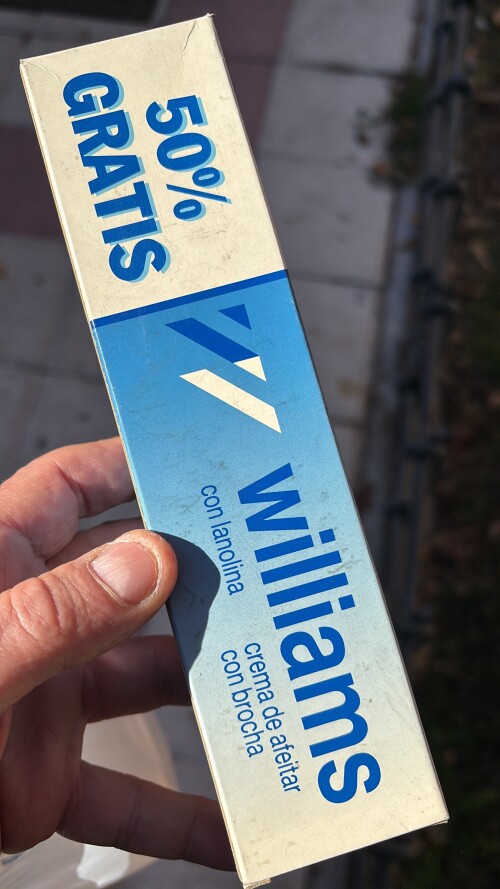 50%
GRATIS
williams
con lanolina
crema de afeitar
con brocha